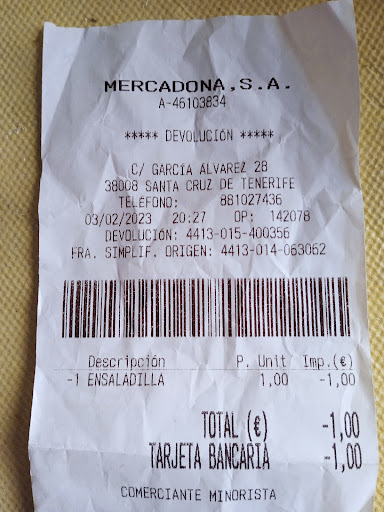 MERCADONA,S.A.
A-46103834
***** DEVOLUCIÓN *****
C/ GARCÍA ALVAREZ 28
38008 SANTA CRUZ DE TENERIFE
TELÉFONO: 881027436
03/02/2023 20:27 OP: 142078
DEVOLUCIÓN: 4413-015-400356
FRA. SIMPLIF. ORIGEN: 4413-014-063062
Descripción P. Unit Imp.(€)
-1 ENSALADILLA 1,00 -1,00
TOTAL (€) -1,00
TARJETA BANCARIA -1,00
COMERCIANTE MINORISTA